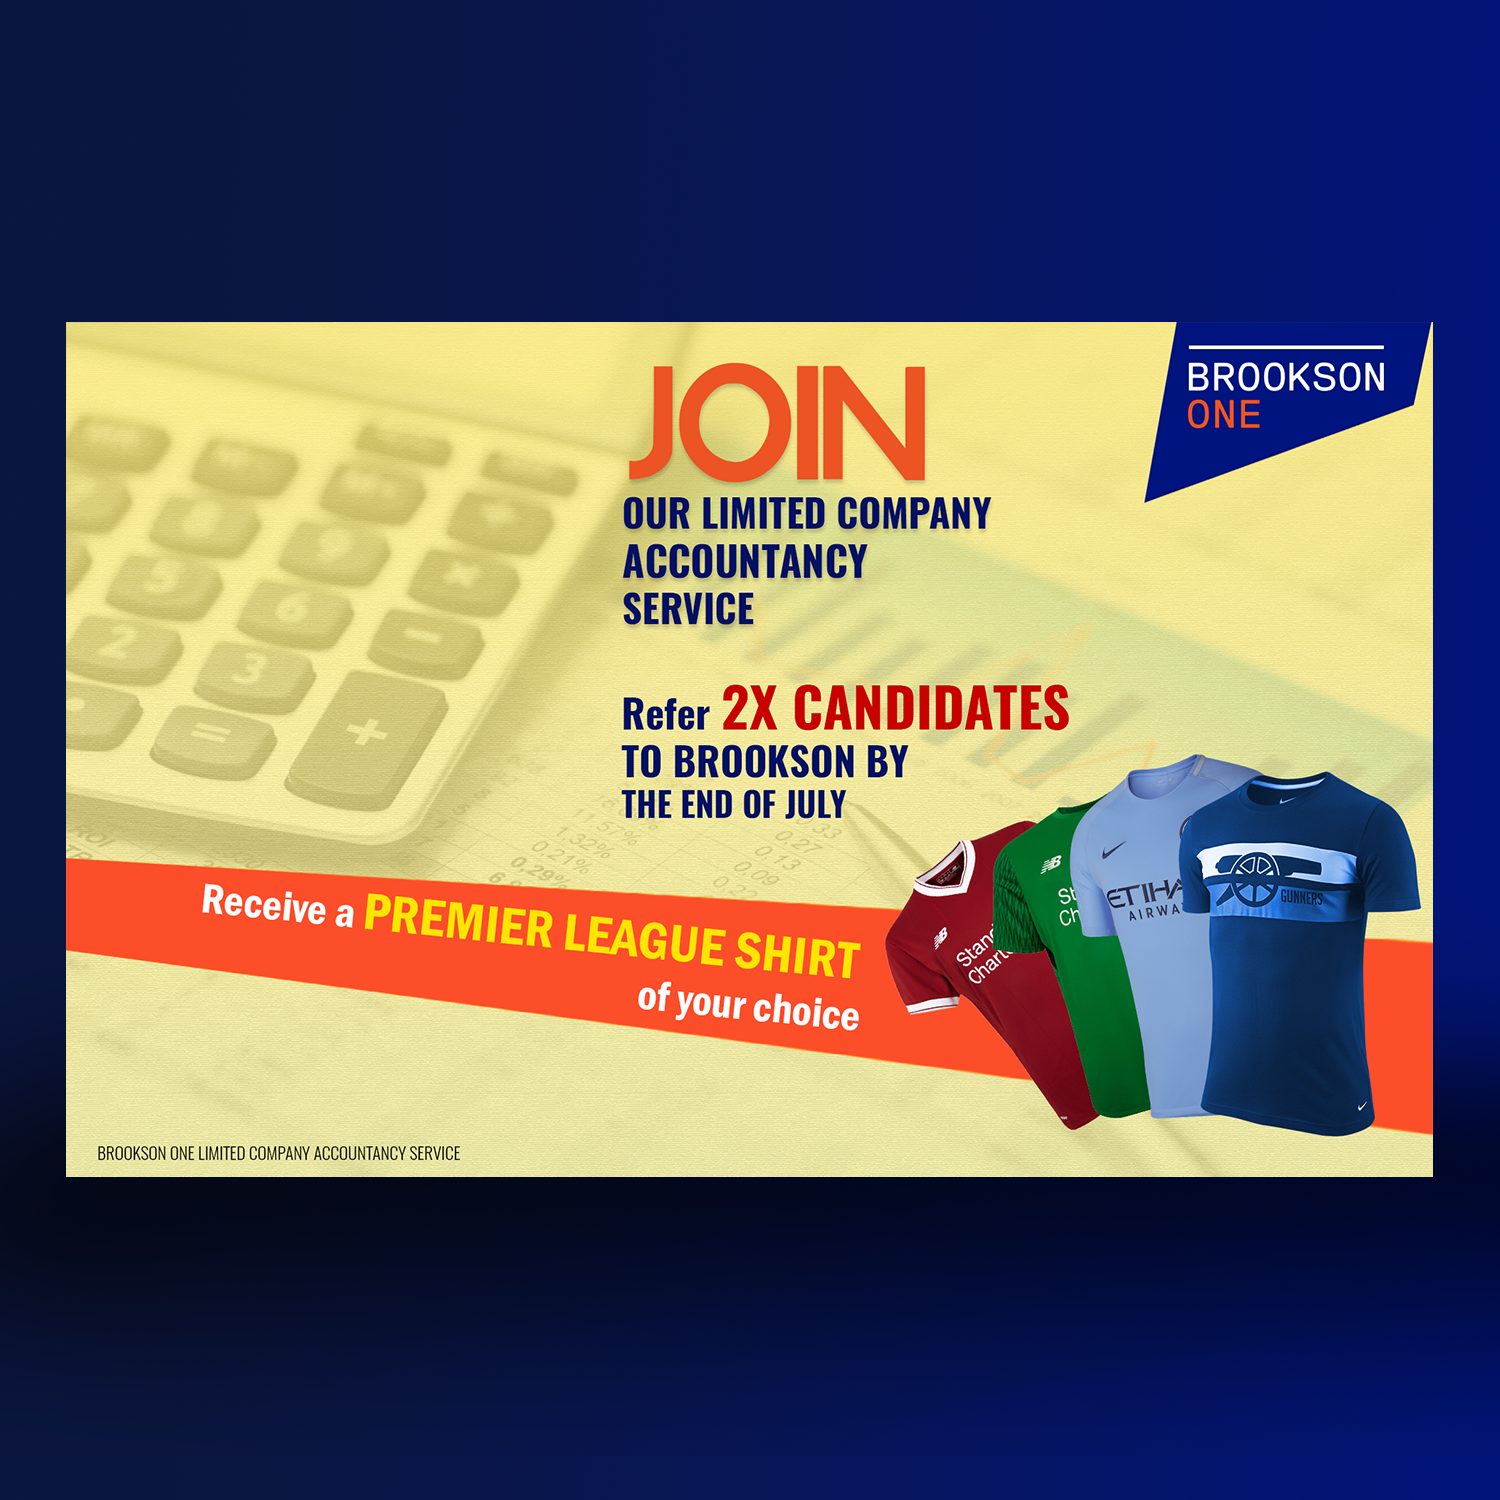 BROOKSON
ONE
JOIN
OUR LIMITED COMPANY
ACCOUNTANCY
SERVICE
Refer 2X CANDIDATES
TO BROOKSON BY
THE END OF JULY
Receive a PREMIER LEAGUE SHIRT
of your choice
ETIHA
AIRWA
GUNNERS
BROOKSON ONE LIMITED COMPANY ACCOUNTANCY SERVICE